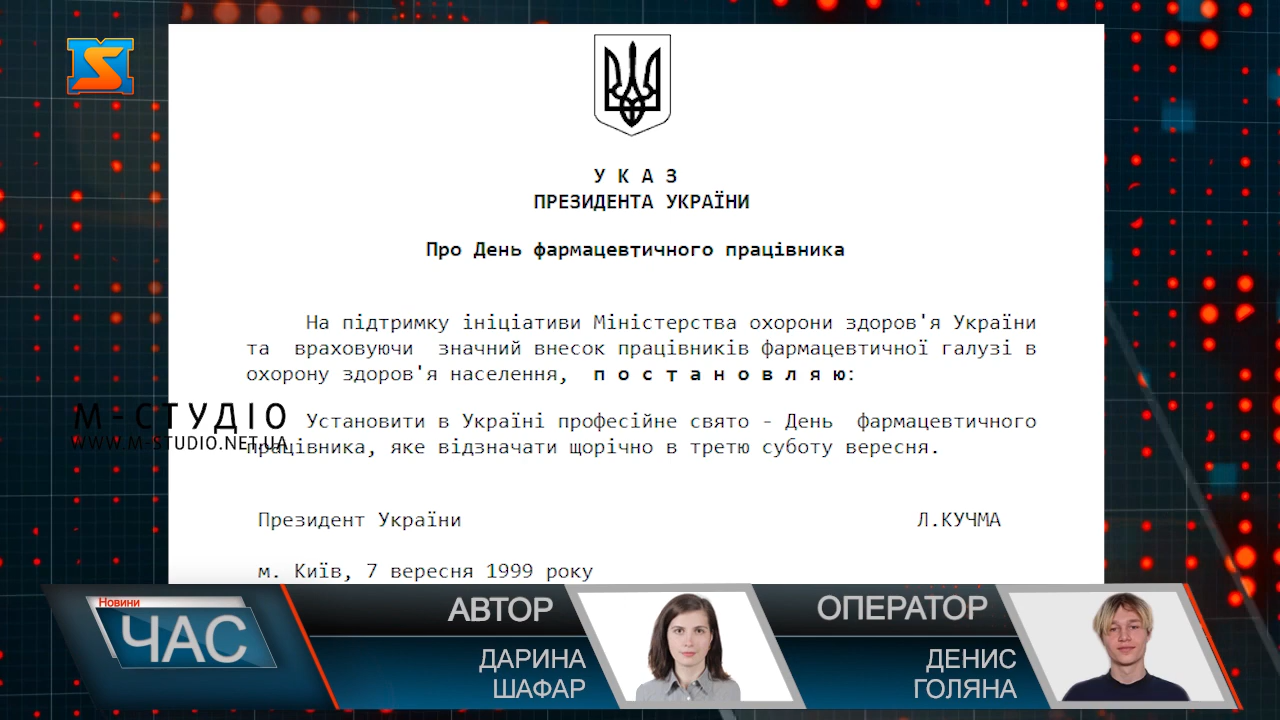 У К А З
ПРЕЗИДЕНТА УКРАЇНИ
Про День фармацевтичного працівника
На підтримку ініціативи Міністерства охорони здоров'я України
та враховуючи значний внесок працівників фармацевтичної галузі в
охорону здоров'я населення, п о с т а н о в л я ю:
Установити в Україні професійне свято - День фармацевтичного
працівника, яке відзначати щорічно в третю суботу вересня.
М-СТУДІО
WWW.M-STUDIO.NET.UA
Президент України Л.КУЧМА
м. Київ, 7 вересня 1999 року
Новини
ЧАС
АВТОР
ДАРИНА
ШАФАР
ОПЕРАТОР
ДЕНИС
ГОЛЯНА